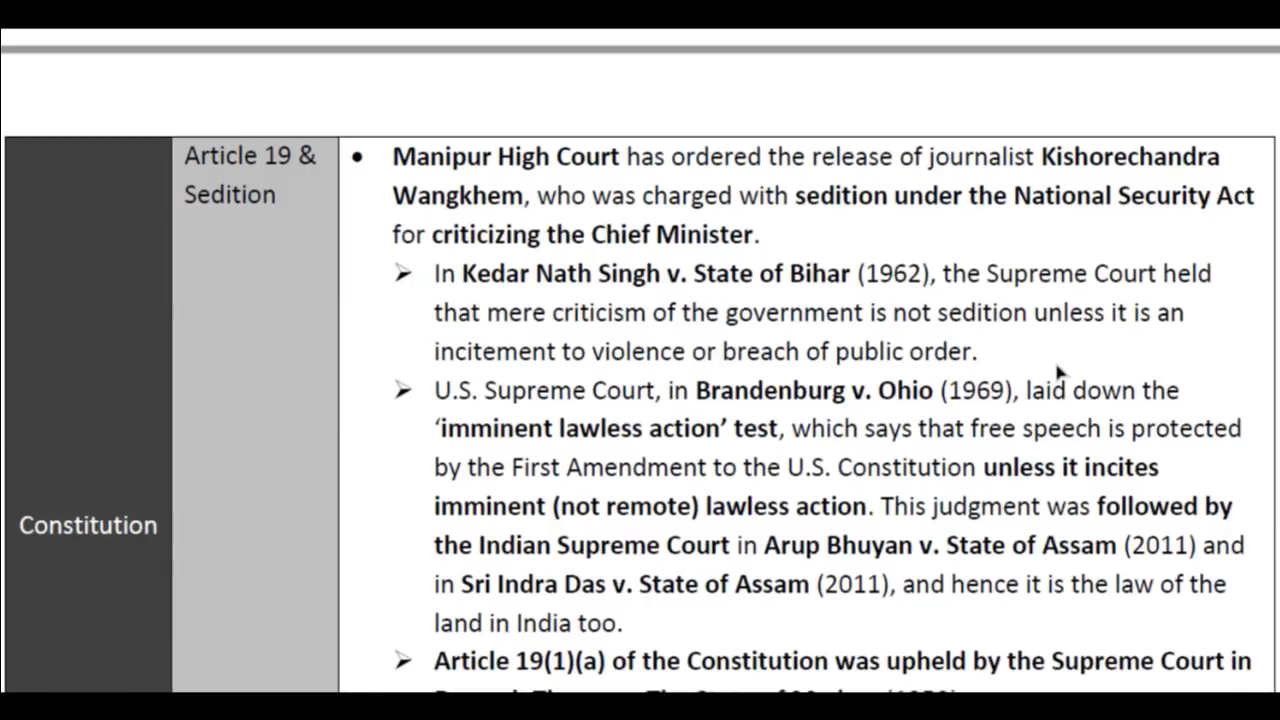 Article 19 &
Sedition
• Manipur High Court has ordered the release of journalist Kishorechandra
Wangkhem, who was charged with sedition under the National Security Act
for criticizing the Chief Minister.
➢ In Kedar Nath Singh v. State of Bihar (1962), the Supreme Court held
that mere criticism of the government is not sedition unless it is an
incitement to violence or breach of public order.
➢ U.S. Supreme Court, in Brandenburg v. Ohio (1969), laid down the
‘imminent lawless action’ test, which says that free speech is protected
by the First Amendment to the U.S. Constitution unless it incites
imminent (not remote) lawless action. This judgment was followed by
the Indian Supreme Court in Arup Bhuyan v. State of Assam (2011) and
in Sri Indra Das v. State of Assam (2011), and hence it is the law of the
land in India too.
➢ Article 19(1)(a) of the Constitution was upheld by the Supreme Court in
Constitution